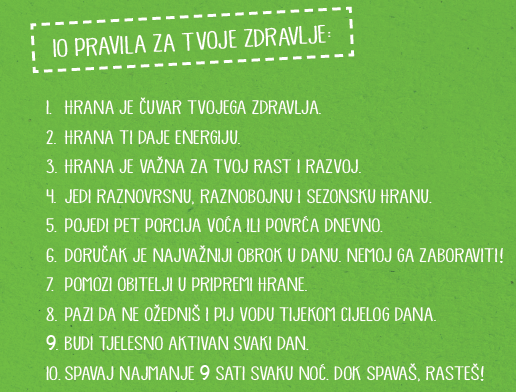 10 PRAVILA ZA TVOJE ZDRAVLJE:
1. HRANA JE ČUVAR TVOJEGA ZDRAVLJA.
2. HRANA TI DAJE ENERGIJU.
3. HRANA JE VAŽNA ZA TVOJ RAST I RAZVOJ.
4. JEDI RAZNOVRSNU, RAZNOBOJNU I SEZONSKU HRANU.
5. POJEDI PET PORCIJA VOĆA ILI POVRĆA DNEVNO.
6. DORUČAK JE NAJVAŽNIJI OBROK U DANU. NEMOJ GA ZABORAVITI!
7. POMOZI OBITELJI U PRIPREMI HRANE.
8. PAZI DA NE OŽEDNIŠ I PIJ VODU TIJEKOM CIJELOG DANA.
9. BUDI TJELESNO AKTIVAN SVAKI DAN.
10. SPAVAJ NAJMANJE 9 SATI SVAKU NOĆ. DOK SPAVAŠ, RASTEŠ!